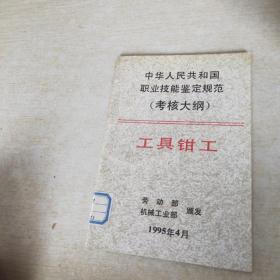 中华人民共和国
职业技能鉴定规范
(考核大纲)
工具钳工
劳动部
机械工业部 颁发
1995年4月